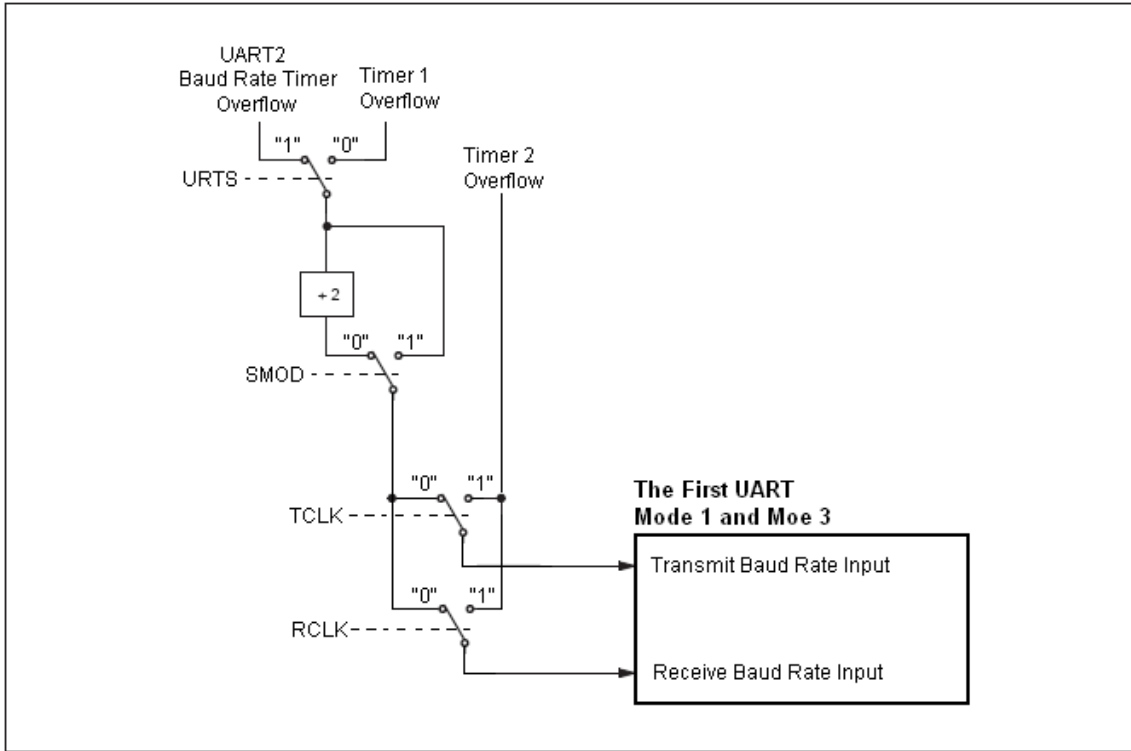 UART2
Baud Rate Timer
Overflow
Timer 1
Overflow
"1"
"0"
URTS
Timer 2
Overflow
+ 2
"0"
"1"
SMOD
"0"
"1"
TCLK
The First UART
Mode 1 and Moe 3
Transmit Baud Rate Input
"0"
"1"
RCLK
Receive Baud Rate Input